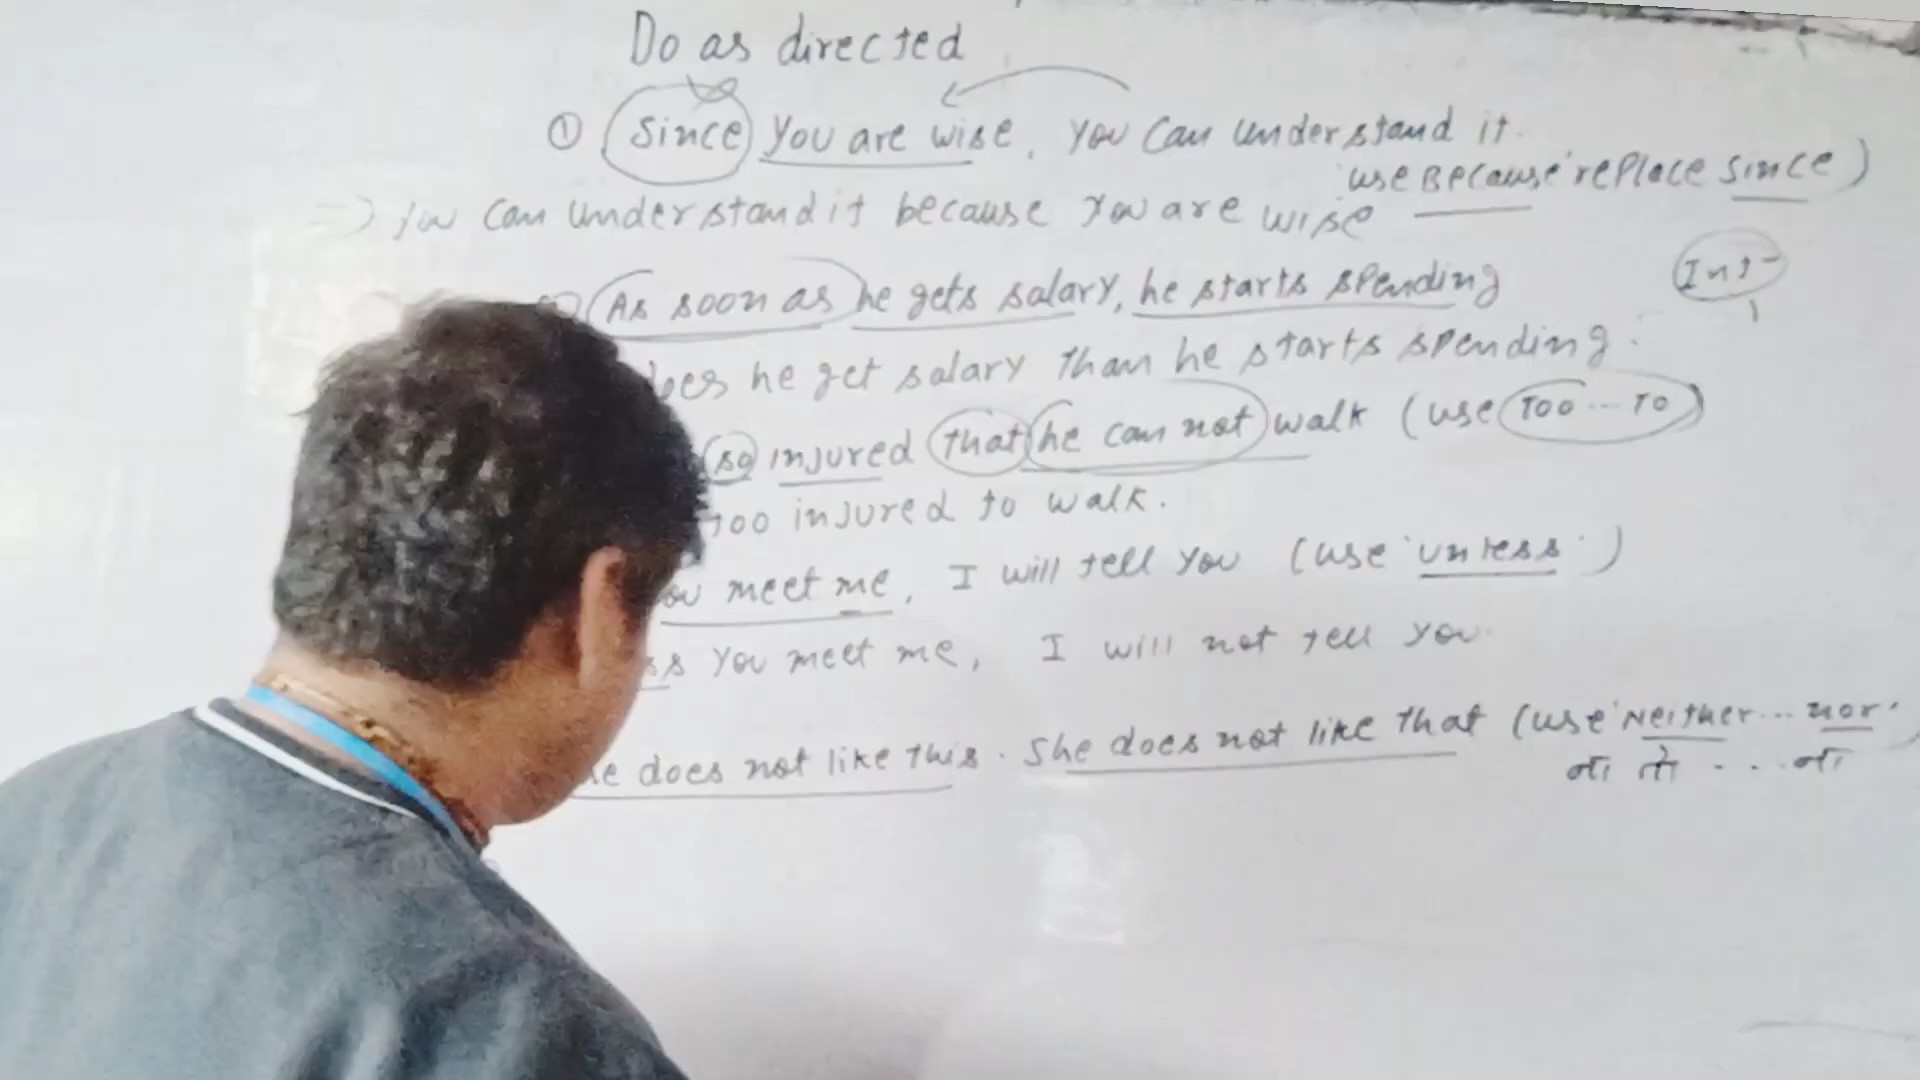 Do as directed
① Since you are wise, you can understand it.
use Because replace since)
=> you can understand it because you are wise
As soon as he gets salary, he starts spending
Int-
does he get salary than he starts spending.
so injured that he can not walk (use Too...To)
too injured to walk.
you meet me, I will tell you (use 'unless')
ss you meet me, I will not tell you.
he does not like this. She does not like that (use 'Neither... nor'
ना तो . . . ना